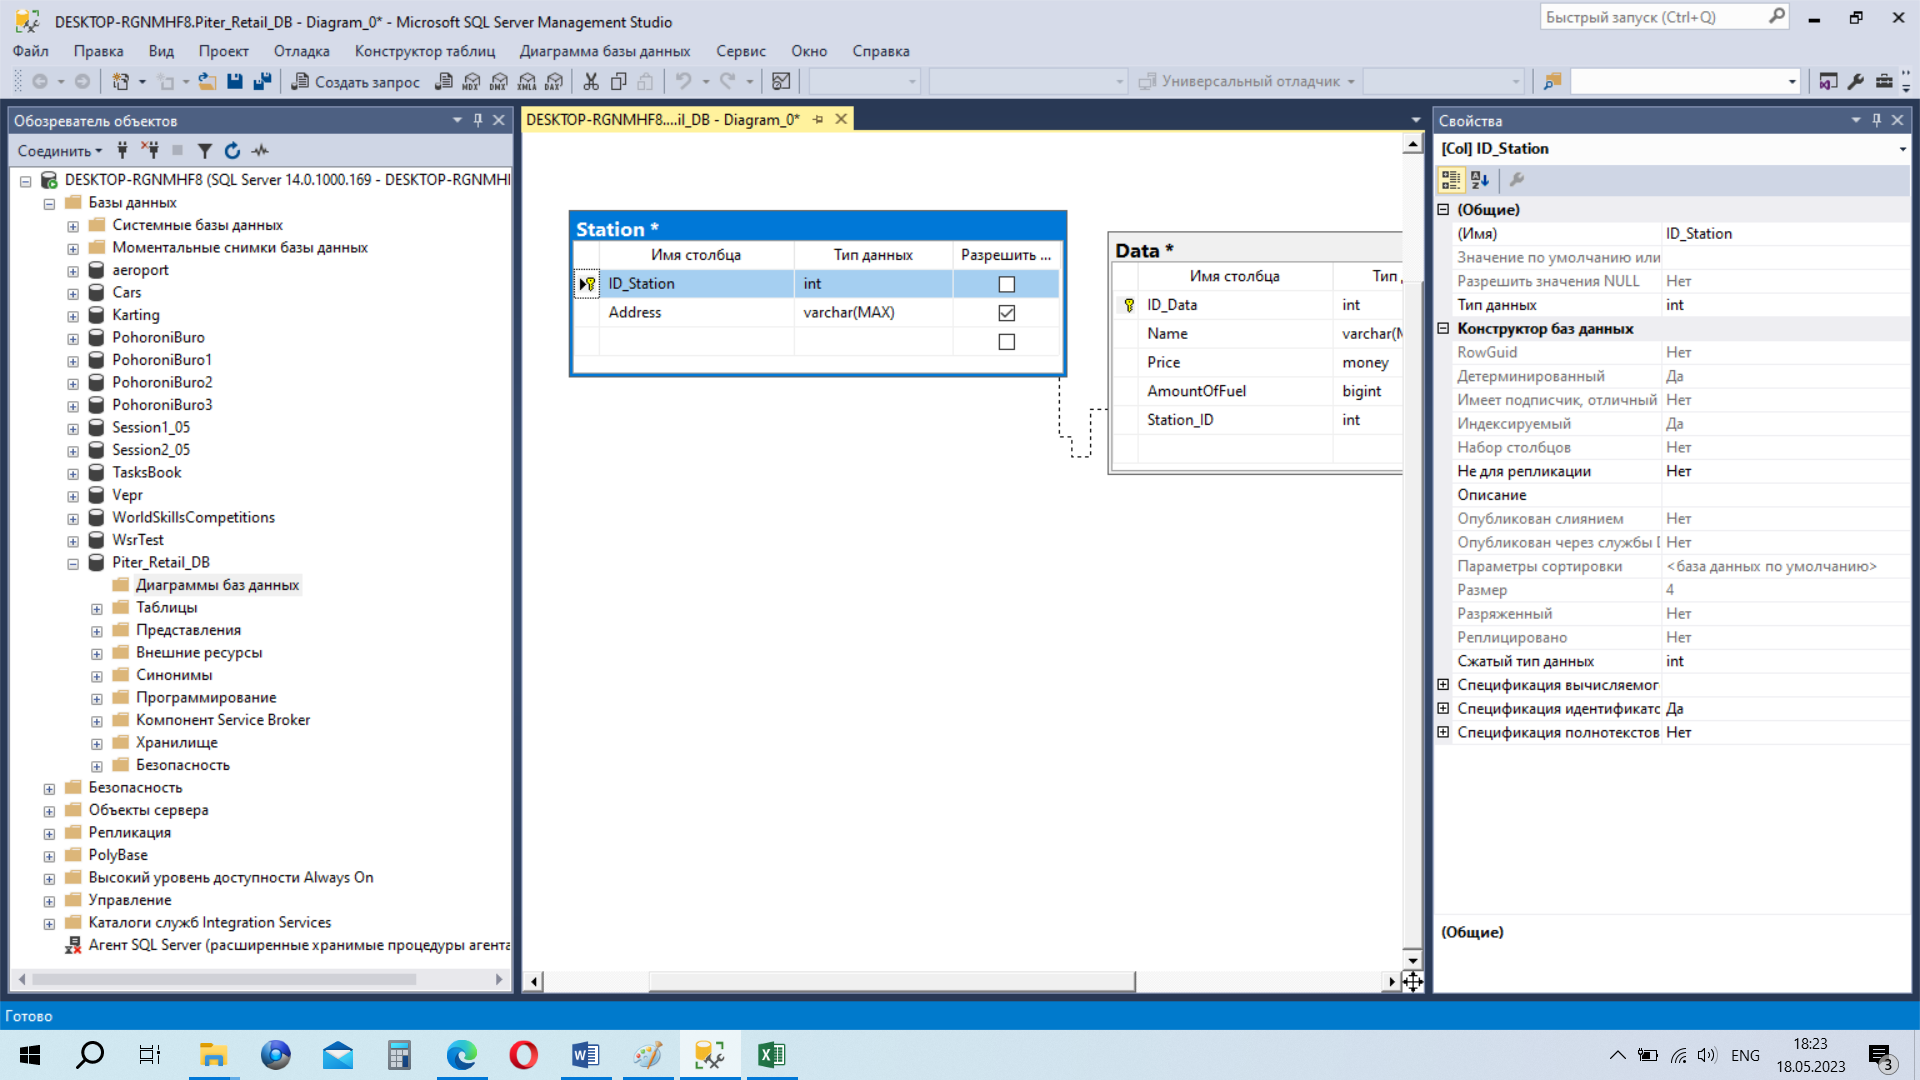 DESKTOP-RGNMHF8.Piter_Retail_DB - Diagram_0* - Microsoft SQL Server Management Studio
Быстрый запуск (Ctrl+Q)
Файл Правка Вид Проект Отладка Конструктор таблиц Диаграмма базы данных Сервис Окно Справка
Создать запрос
MDX DMX XMLA DAX
Универсальный отладчик
Обозреватель объектов
Соединить
DESKTOP-RGNMHF8 (SQL Server 14.0.1000.169 - DESKTOP-RGNMH
Базы данных
Системные базы данных
Моментальные снимки базы данных
aeroport
Cars
Karting
PohoroniBuro
PohoroniBuro1
PohoroniBuro2
PohoroniBuro3
Session1_05
Session2_05
TasksBook
Vepr
WorldSkillsCompetitions
WsrTest
Piter_Retail_DB
Диаграммы баз данных
Таблицы
Представления
Внешние ресурсы
Синонимы
Программирование
Компонент Service Broker
Хранилище
Безопасность
Безопасность
Объекты сервера
Репликация
PolyBase
Высокий уровень доступности Always On
Управление
Каталоги служб Integration Services
Агент SQL Server (расширенные хранимые процедуры агента
DESKTOP-RGNMHF8....il_DB - Diagram_0*
Station *
Имя столбца Тип данных Разрешить ...
ID_Station int
Address varchar(MAX)
Data *
Имя столбца Тип
ID_Data int
Name varchar(M
Price money
AmountOfFuel bigint
Station_ID int
Свойства
[Col] ID_Station
(Общие)
(Имя) ID_Station
Значение по умолчанию или
Разрешить значения NULL Нет
Тип данных int
Конструктор баз данных
RowGuid Нет
Детерминированный Да
Имеет подписчик, отличный Нет
Индексируемый Да
Набор столбцов Нет
Не для репликации Нет
Описание
Опубликован слиянием Нет
Опубликован через службы Нет
Параметры сортировки <база данных по умолчанию>
Размер 4
Разряженный Нет
Реплицировано Нет
Сжатый тип данных int
Спецификация вычисляемог
Спецификация идентификатс Да
Спецификация полнотекстов Нет
(Общие)
Готово
ENG
18:23
18.05.2023
3